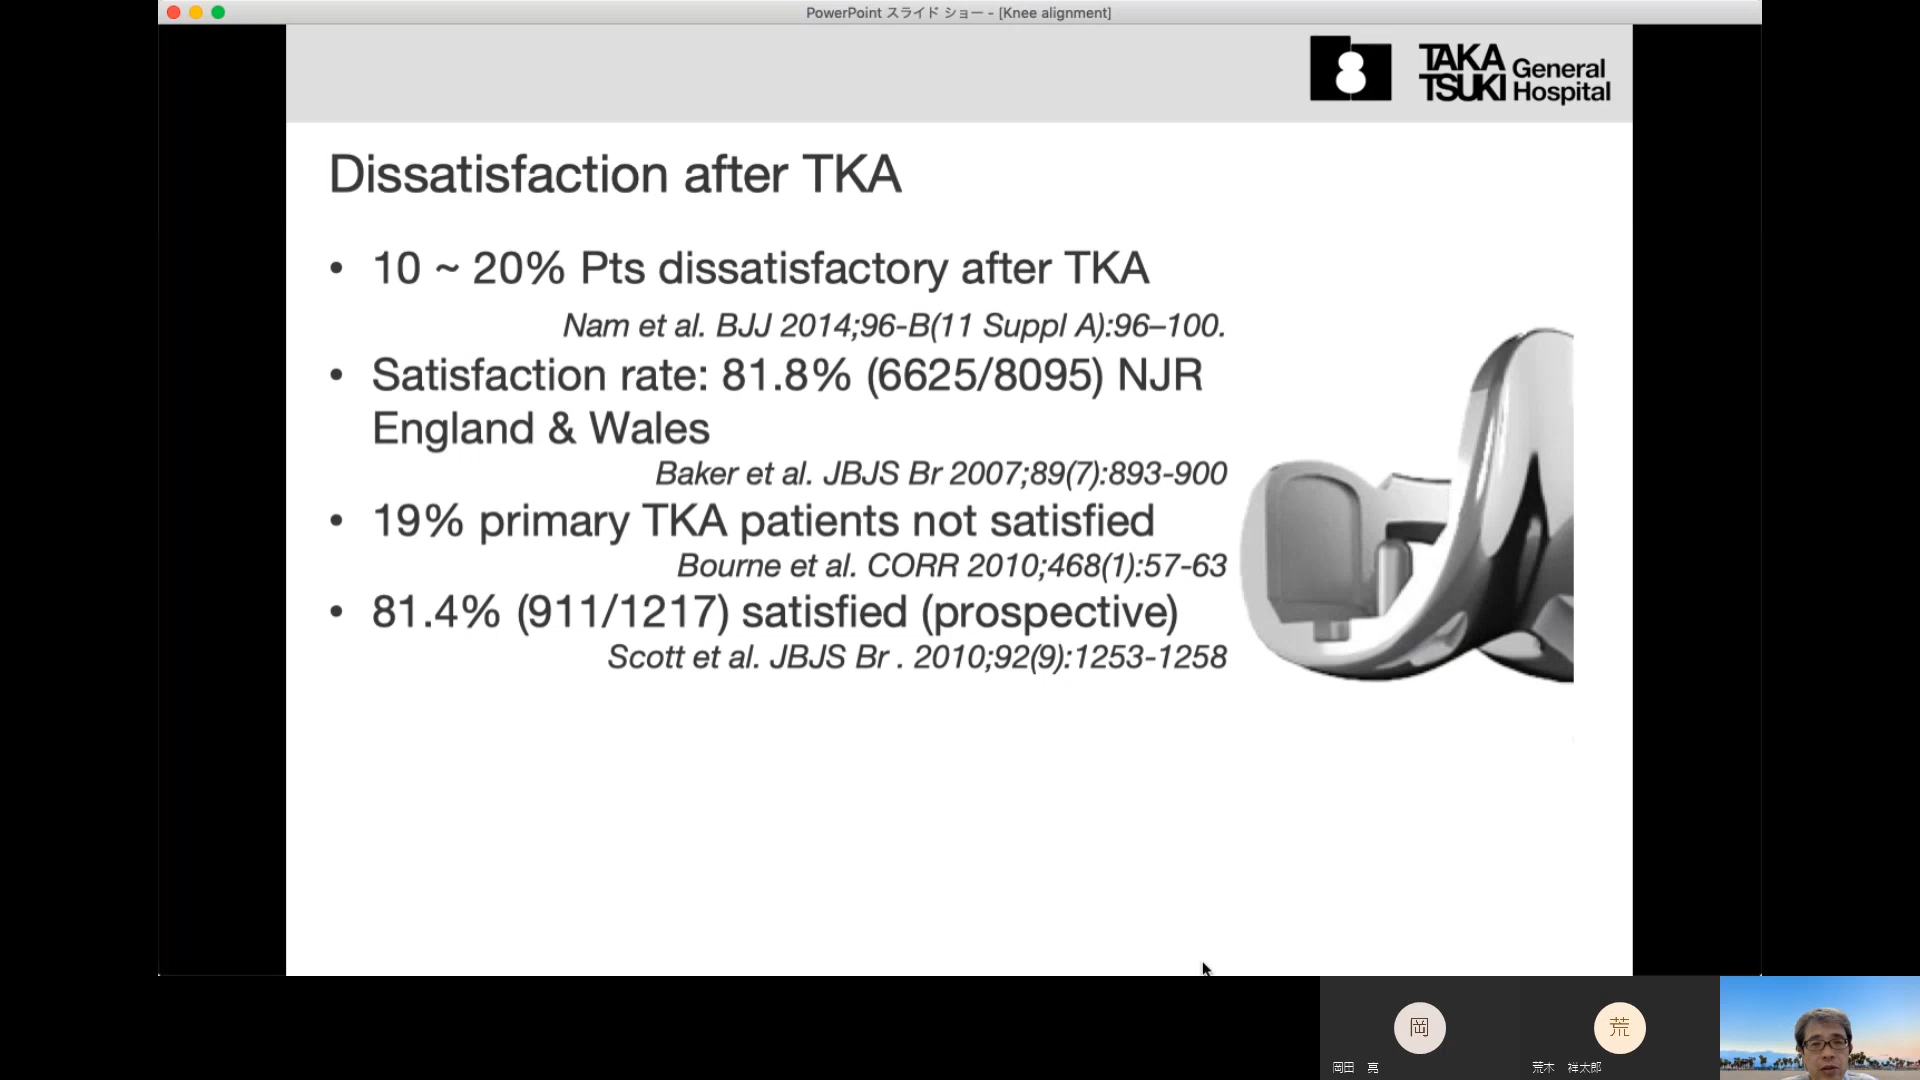 PowerPoint スライド ショー - [Knee alignment]
TAKA
TSUKI
General
Hospital
Dissatisfaction after TKA
• 10 ~ 20% Pts dissatisfactory after TKA
Nam et al. BJJ 2014;96-B(11 Suppl A):96–100.
• Satisfaction rate: 81.8% (6625/8095) NJR
England & Wales
Baker et al. JBJS Br 2007;89(7):893-900
• 19% primary TKA patients not satisfied
Bourne et al. CORR 2010;468(1):57-63
• 81.4% (911/1217) satisfied (prospective)
Scott et al. JBJS Br . 2010;92(9):1253-1258
岡
荒
岡田 亮
荒木 祥太郎